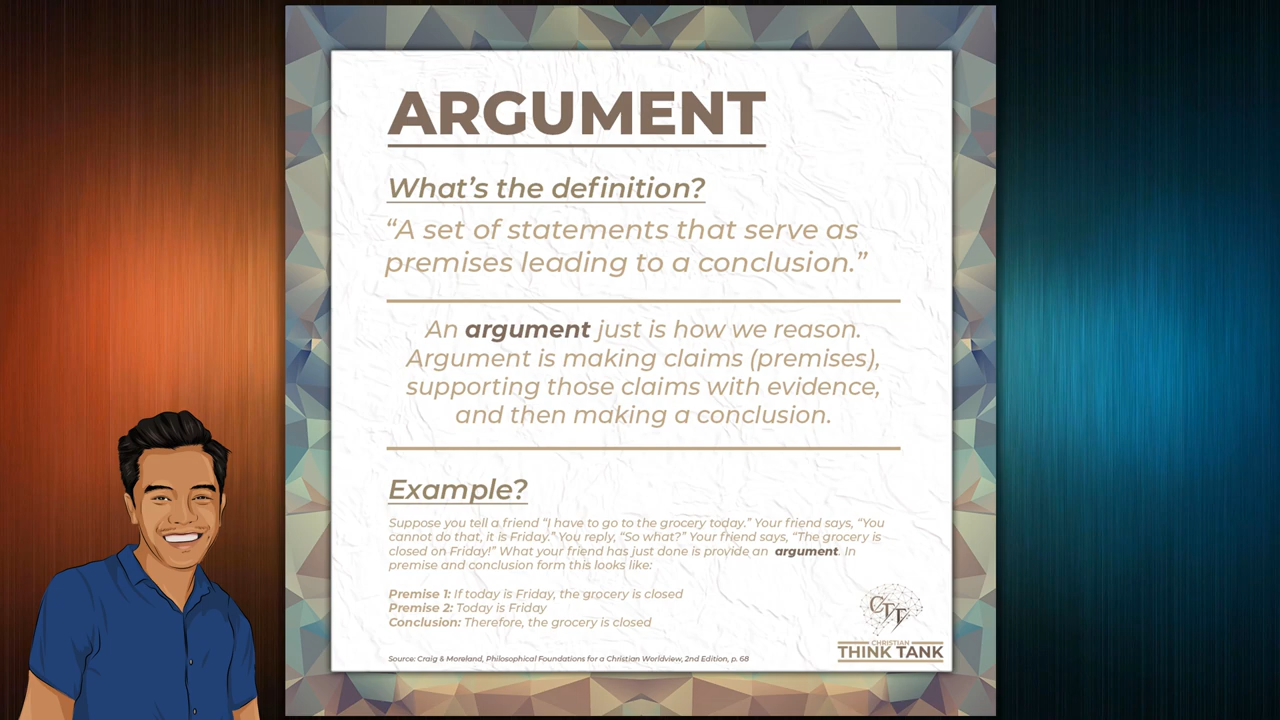 ARGUMENT
What's the definition?
“A set of statements that serve as
premises leading to a conclusion.”
An argument just is how we reason.
Argument is making claims (premises),
supporting those claims with evidence,
and then making a conclusion.
Example?
Suppose you tell a friend “I have to go to the grocery today.” Your friend says, “You
cannot do that, it is Friday.” You reply, “So what?” Your friend says, “The grocery is
closed on Friday!” What your friend has just done is provide an argument. In
premise and conclusion form this looks like:
Premise 1: If today is Friday, the grocery is closed
Premise 2: Today is Friday
Conclusion: Therefore, the grocery is closed
Source: Craig & Moreland, Philosophical Foundations for a Christian Worldview, 2nd Edition, p. 68
CTT
CHRISTIAN
THINK TANK